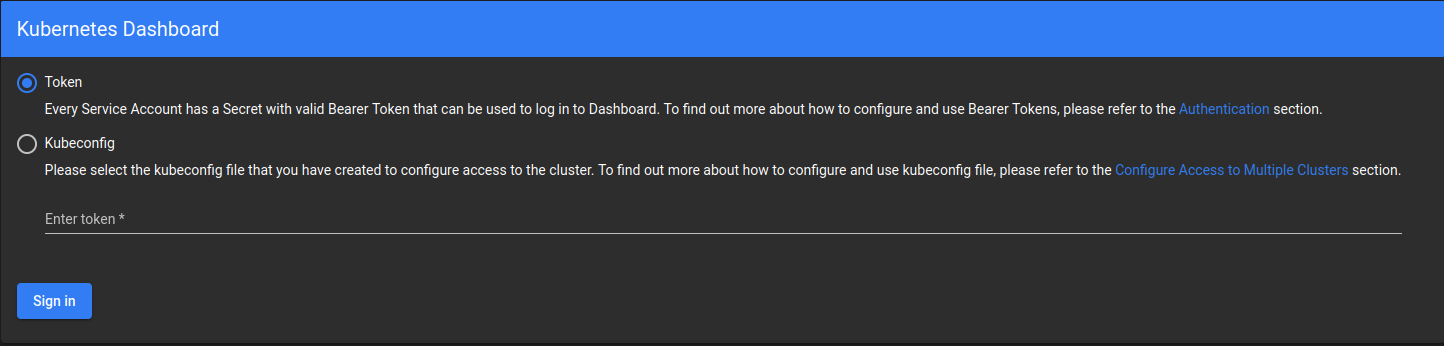 Kubernetes Dashboard
Token
Every Service Account has a Secret with valid Bearer Token that can be used to log in to Dashboard. To find out more about how to configure and use Bearer Tokens, please refer to the Authentication section.
Kubeconfig
Please select the kubeconfig file that you have created to configure access to the cluster. To find out more about how to configure and use kubeconfig file, please refer to the Configure Access to Multiple Clusters section.
Enter token *
Sign in